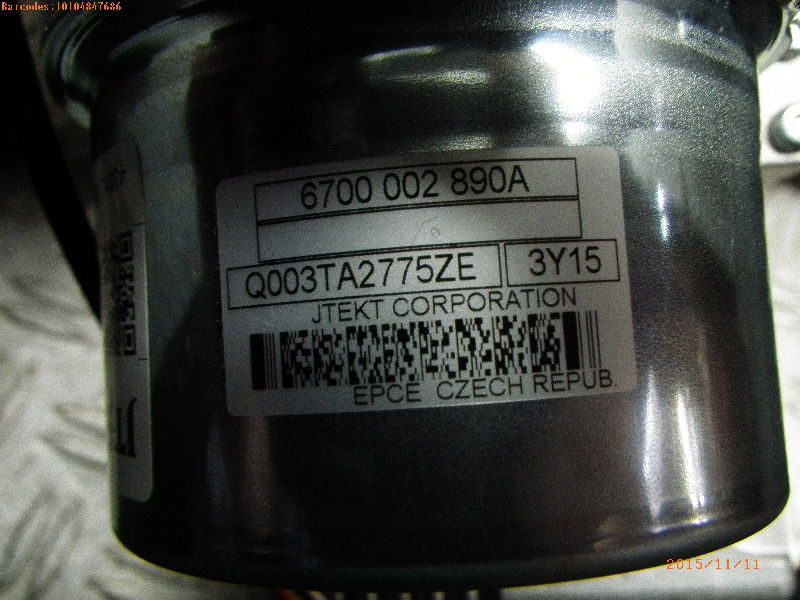 Barcodes:10104847686
6700 002 890A
Q003TA2775ZE 3Y15
JTEKT CORPORATION
EPCE CZECH REPUB.
2015/11/11